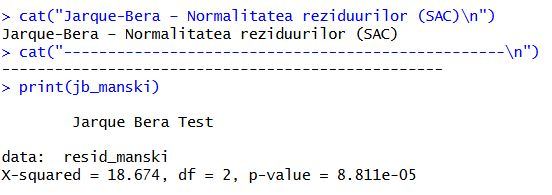 > cat("Jarque-Bera – Normalitatea reziduurilor (SAC)\n")
Jarque-Bera – Normalitatea reziduurilor (SAC)
> cat("--------------------------------------------------\n")
--------------------------------------------------
> print(jb_manski)
Jarque Bera Test
data:  resid_manski
X-squared = 18.674, df = 2, p-value = 8.811e-05